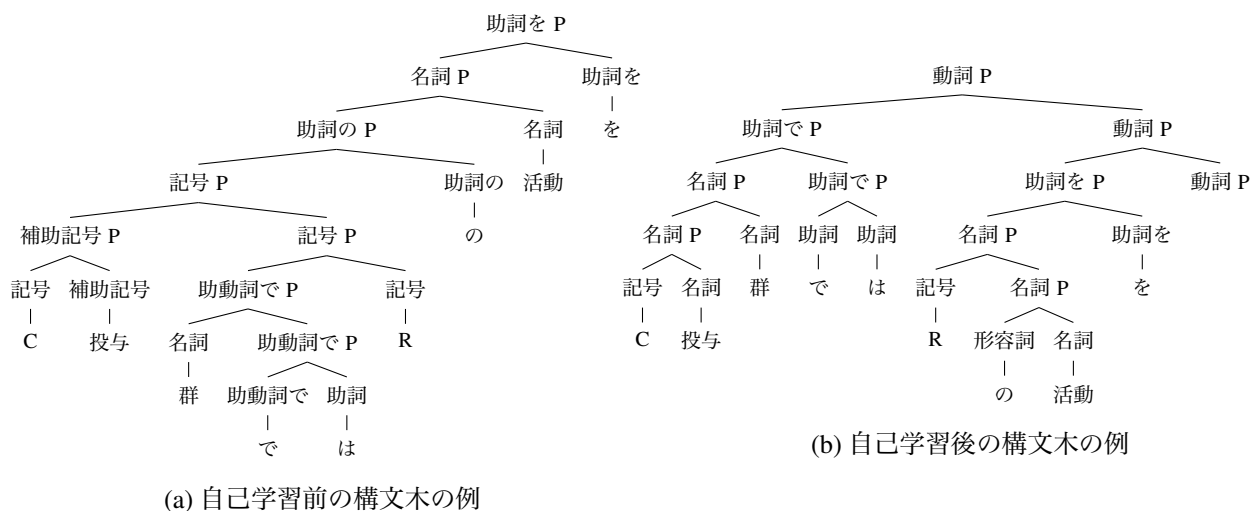 助詞を P
名詞 P 助詞を
助詞の P 名詞 を
記号 P 助詞の 活動
補助記号 P 記号 P の
記号 補助記号 助動詞で P 記号
C 投与 名詞 助動詞で P R
群 助動詞で 助詞
で は
(a) 自己学習前の構文木の例
動詞 P
助詞で P 動詞 P
名詞 P 助詞で P 助詞を P 動詞 P
名詞 P 名詞 助詞 助詞 名詞 P 助詞を
記号 名詞 群 で は 記号 名詞 P を
C 投与 R 形容詞 名詞
の 活動
(b) 自己学習後の構文木の例